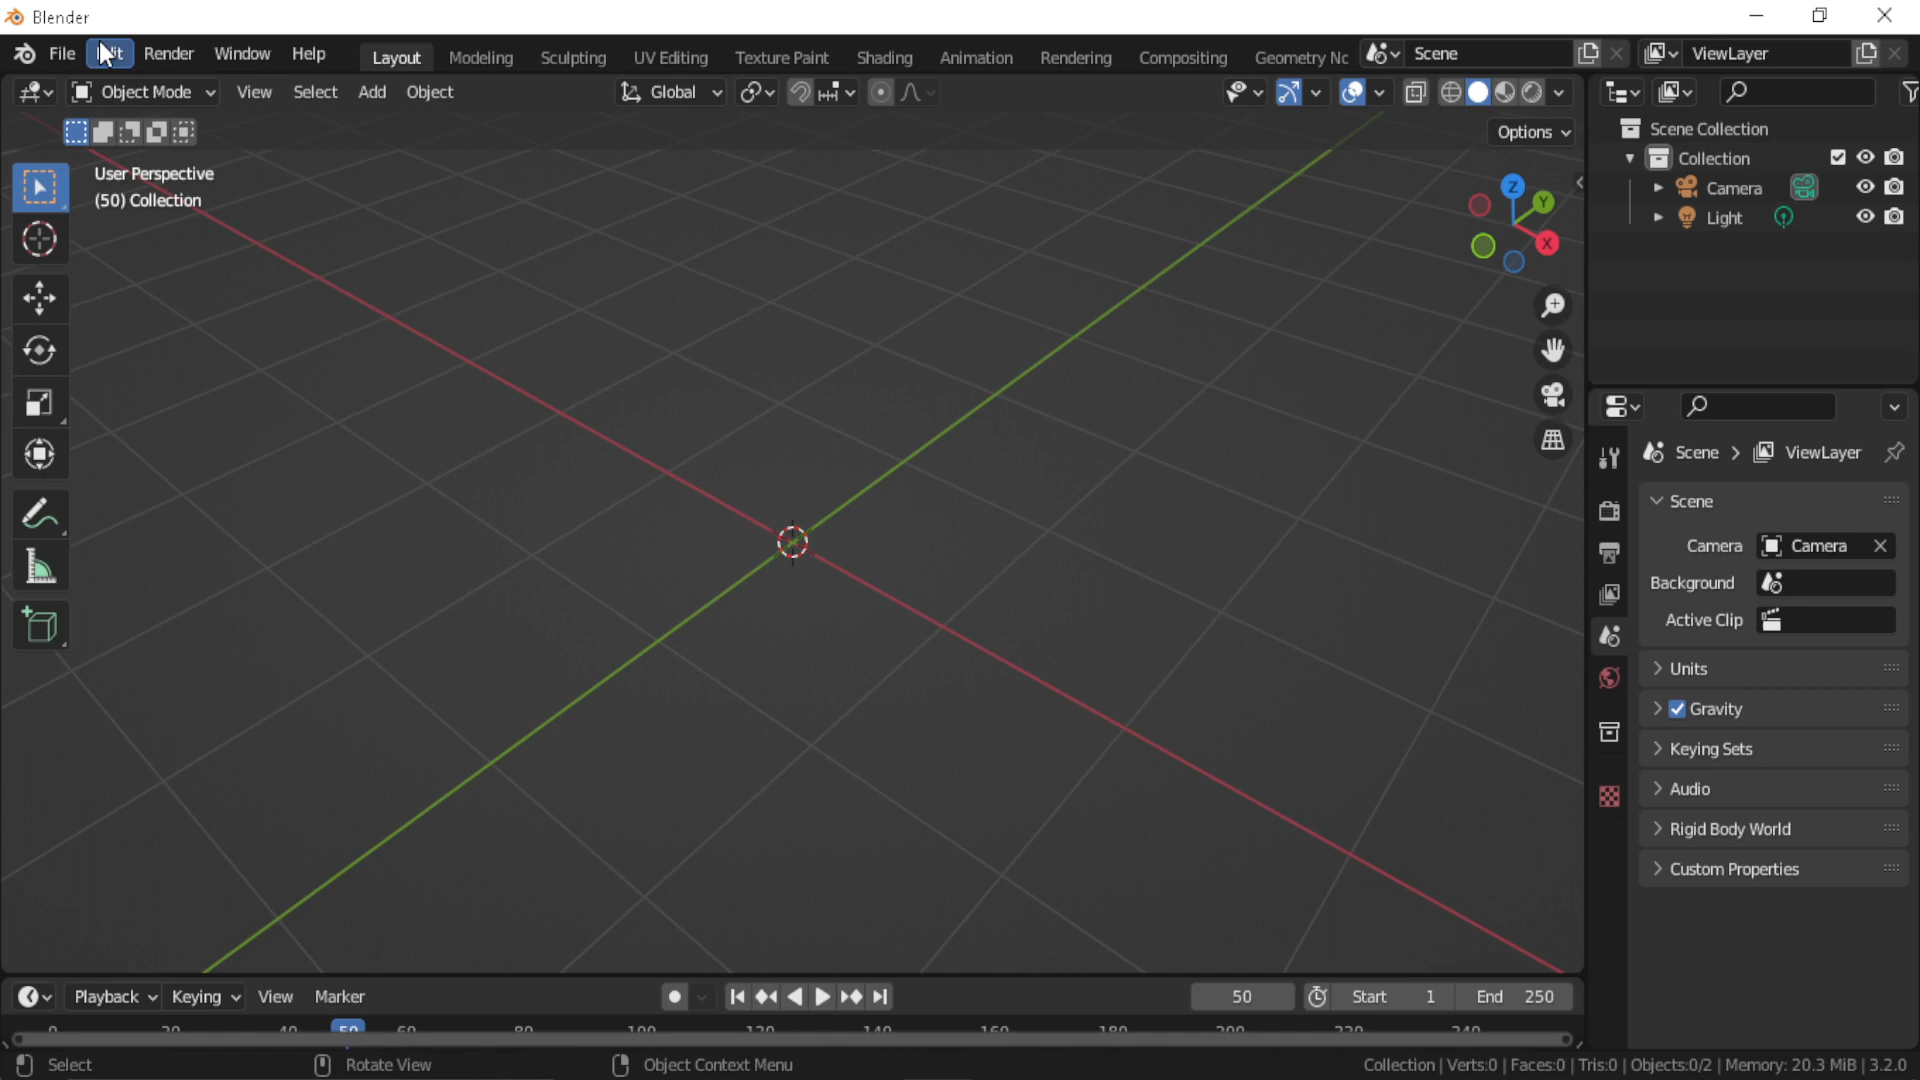 Blender
File Render Window Help Layout Modeling Sculpting UV Editing Texture Paint Shading Animation Rendering Compositing Geometry Nc Scene ViewLayer
Object Mode View Select Add Object Global
Options
User Perspective
(50) Collection
Z
Y
X
Scene Collection
Collection
Camera
Light
Scene ViewLayer
Scene
Camera Camera
Background
Active Clip
Units
Gravity
Keying Sets
Audio
Rigid Body World
Custom Properties
Playback Keying View Marker 50 Start 1 End 250
0 20 40 50 60 80 100 120 140 160 180 200 220 240
Select Rotate View Object Context Menu Collection | Verts:0 | Faces:0 | Tris:0 | Objects:0/2 | Memory: 20.3 MiB | 3.2.0